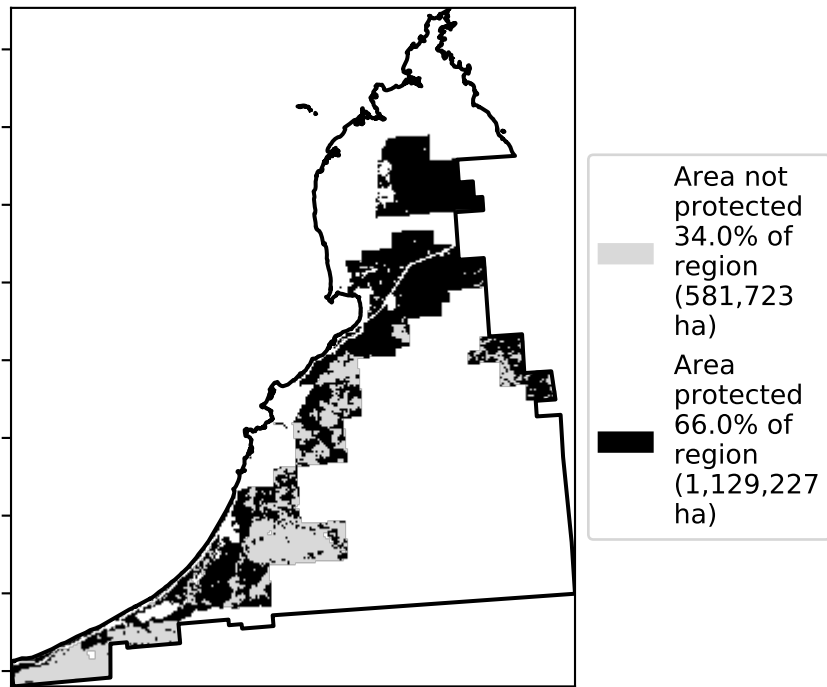 Area not
protected
34.0% of
region
(581,723
ha)
Area
protected
66.0% of
region
(1,129,227
ha)